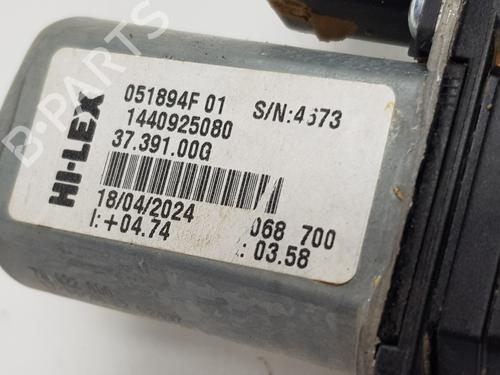 HI-LEX
051894F 01 S/N:4673
1440925080
37.391.00G
18/04/2024 068 700
I:+04.74 : 03.58
B-PARTS